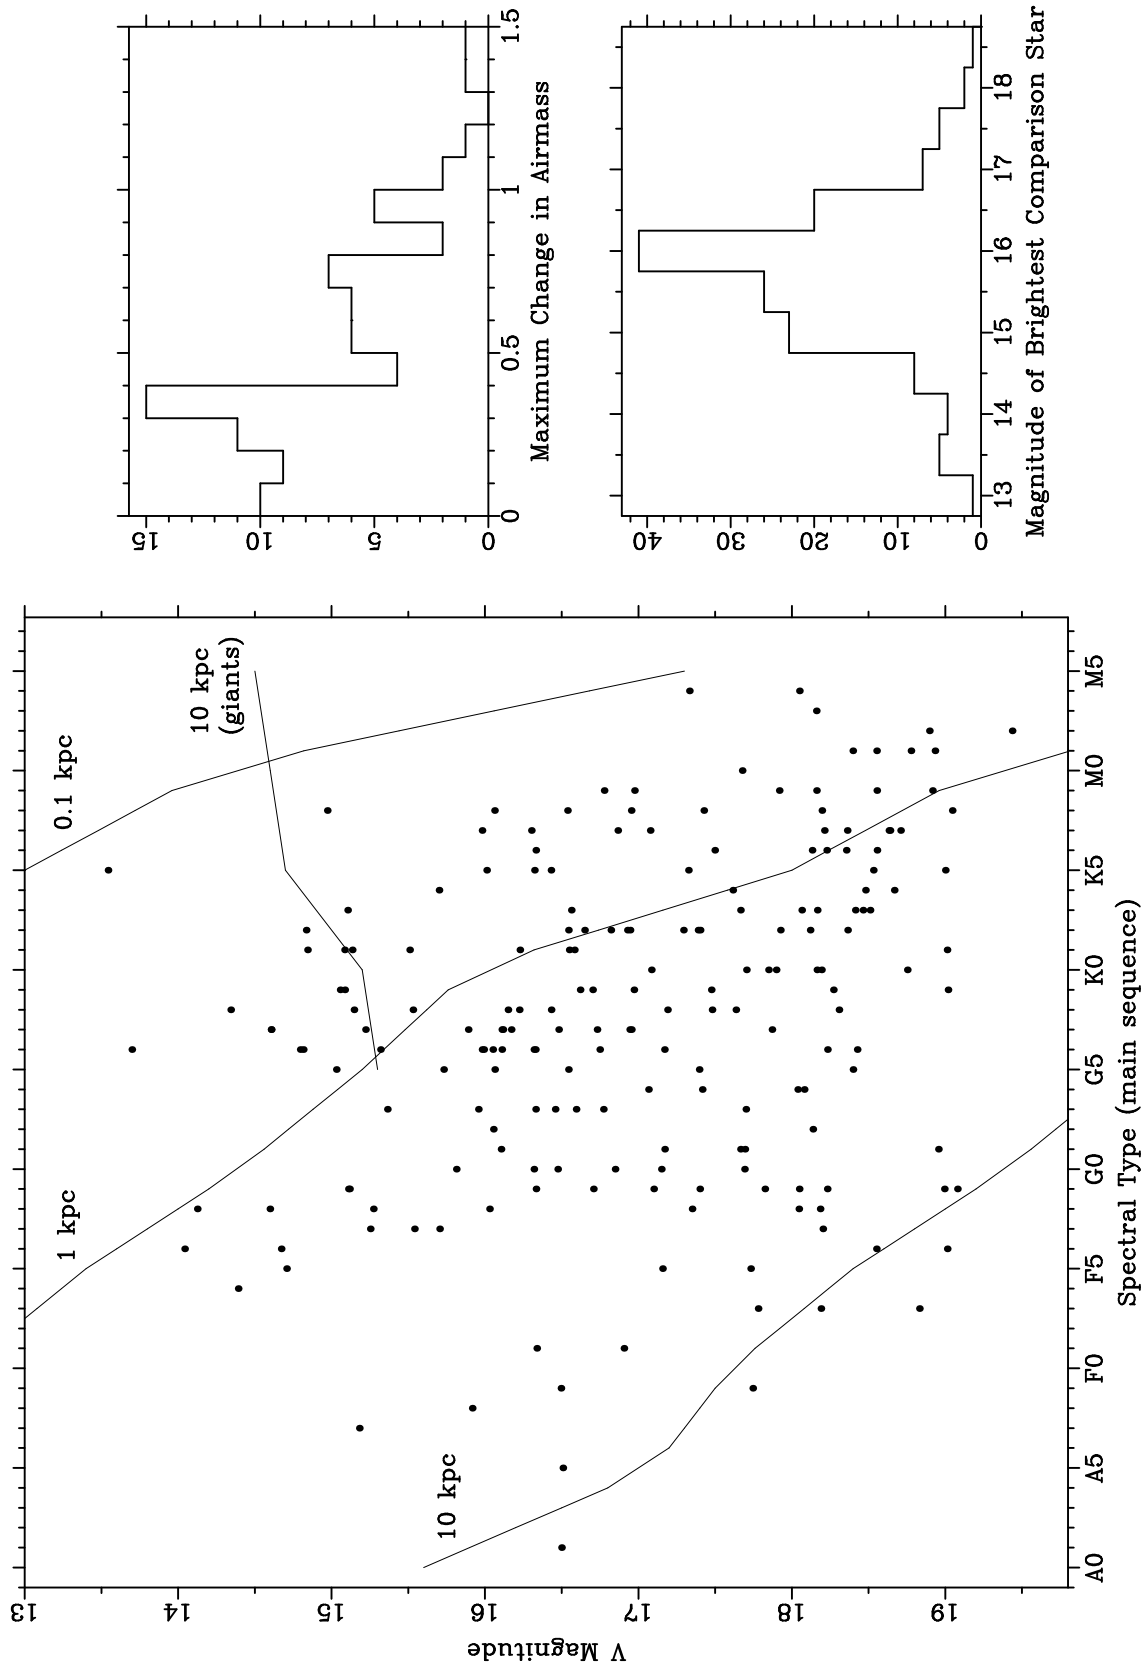 V Magnitude
13
14
15
16
17
18
19
0.1 kpc
1 kpc
10 kpc
10 kpc
(giants)
A0
A5
F0
F5
G0
G5
K0
K5
M0
M5
Spectral Type (main sequence)
15
10
5
0
0
0.5
1
1.5
Maximum Change in Airmass
40
30
20
10
0
13
14
15
16
17
18
Magnitude of Brightest Comparison Star